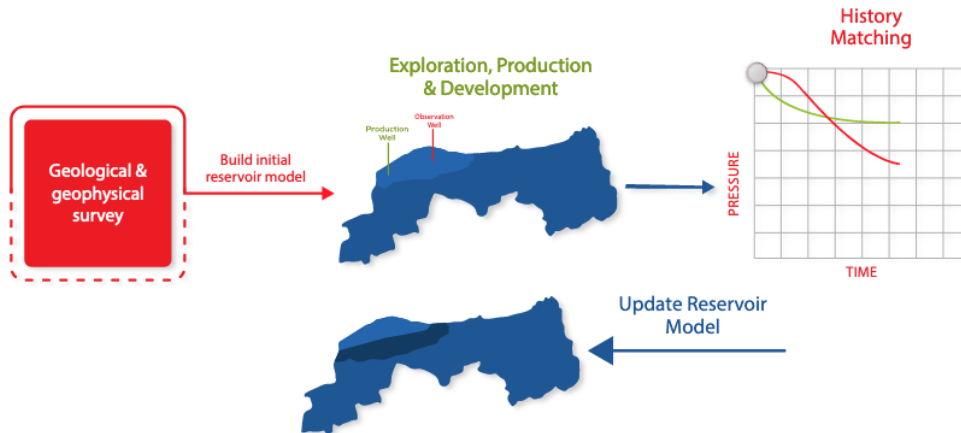 History
Matching
Exploration, Production
& Development
Observation
Well
Production
Well
Geological &
geophysical
survey
Build initial
reservoir model
PRESSURE
TIME
Update Reservoir
Model